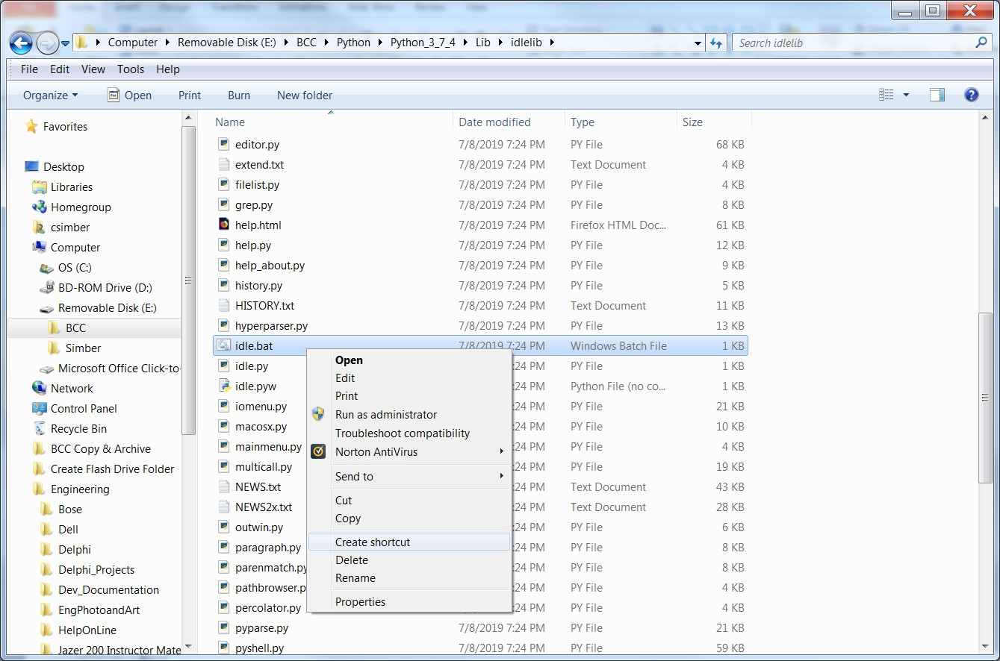 Computer Removable Disk (E:) BCC Python Python_3_7_4 Lib idlelib Search idlelib
File Edit View Tools Help
Organize Open Print Burn New folder
Favorites
Desktop
Libraries
Homegroup
csimber
Computer
OS (C:)
BD-ROM Drive (D:)
Removable Disk (E:)
BCC
Simber
Microsoft Office Click-to-
Network
Control Panel
Recycle Bin
BCC Copy & Archive
Create Flash Drive Folder
Engineering
Bose
Dell
Delphi
Delphi_Projects
Dev_Documentation
EngPhotoandArt
HelpOnLine
Jazer 200 Instructor Mate
Name Date modified Type Size
editor.py 7/8/2019 7:24 PM PY File 68 KB
extend.txt 7/8/2019 7:24 PM Text Document 4 KB
filelist.py 7/8/2019 7:24 PM PY File 4 KB
grep.py 7/8/2019 7:24 PM PY File 8 KB
help.html 7/8/2019 7:24 PM Firefox HTML Doc... 61 KB
help.py 7/8/2019 7:24 PM PY File 12 KB
help_about.py 7/8/2019 7:24 PM PY File 9 KB
history.py 7/8/2019 7:24 PM PY File 5 KB
HISTORY.txt 7/8/2019 7:24 PM Text Document 11 KB
hyperparser.py 7/8/2019 7:24 PM PY File 13 KB
idle.bat 7/8/2019 7:24 PM Windows Batch File 1 KB
idle.py :24 PM PY File 1 KB
idle.pyw :24 PM Python File (no co... 1 KB
iomenu.py :24 PM PY File 21 KB
macosx.py :24 PM PY File 10 KB
mainmenu.py :24 PM PY File 4 KB
multicall.py :24 PM PY File 19 KB
NEWS.txt :24 PM Text Document 43 KB
NEWS2x.txt :24 PM Text Document 28 KB
outwin.py :24 PM PY File 6 KB
paragraph.py :24 PM PY File 8 KB
parenmatch.py :24 PM PY File 8 KB
pathbrowser.p :24 PM PY File 4 KB
percolator.py :24 PM PY File 4 KB
pyparse.py 7/8/2019 7:24 PM PY File 21 KB
pyshell.py 7/8/2019 7:24 PM PY File 59 KB
Open
Edit
Print
Run as administrator
Troubleshoot compatibility
Norton AntiVirus
Send to
Cut
Copy
Create shortcut
Delete
Rename
Properties